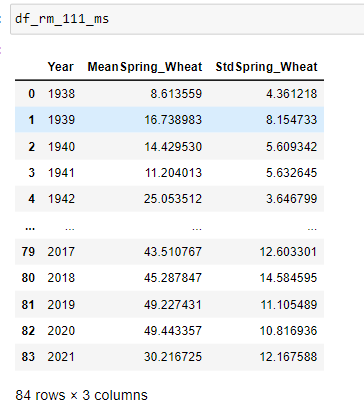 df_rm_111_ms
Year MeanSpring_Wheat StdSpring_Wheat
0 1938 8.613559 4.361218
1 1939 16.738983 8.154733
2 1940 14.429530 5.609342
3 1941 11.204013 5.632645
4 1942 25.053512 3.646799
... ... ... ...
79 2017 43.510767 12.603301
80 2018 45.287847 14.584595
81 2019 49.227431 11.105489
82 2020 49.443357 10.816936
83 2021 30.216725 12.167588
84 rows × 3 columns